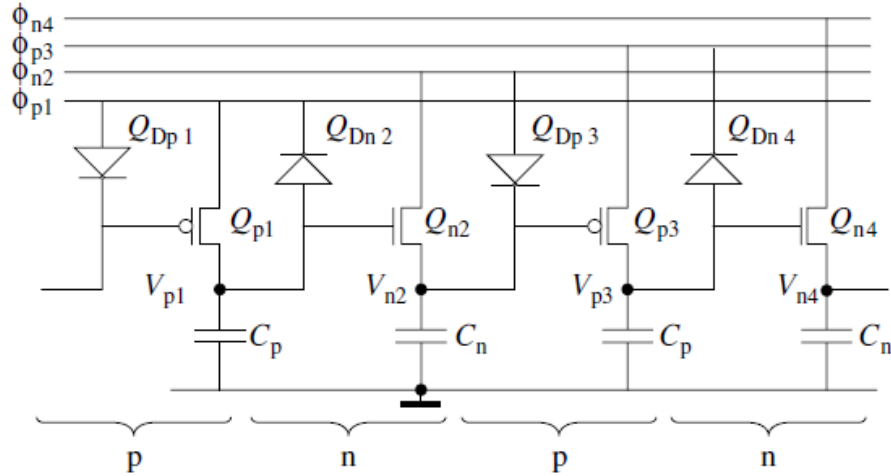 ϕn4
ϕp3
ϕn2
ϕp1
QDp 1 QDn 2 QDp 3 QDn 4
Qp1 Qn2 Qp3 Qn4
Vp1 Vn2 Vp3 Vn4
Cp Cn Cp Cn
p n p n